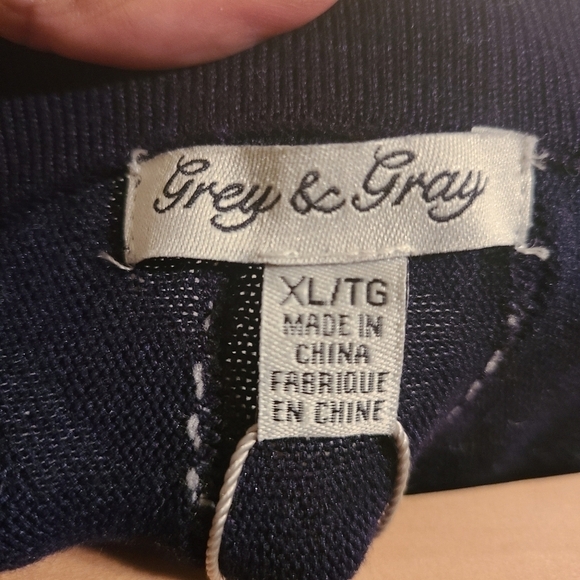 Grey & Gray
XL/TG
MADE IN
CHINA
FABRIQUE
EN CHINE